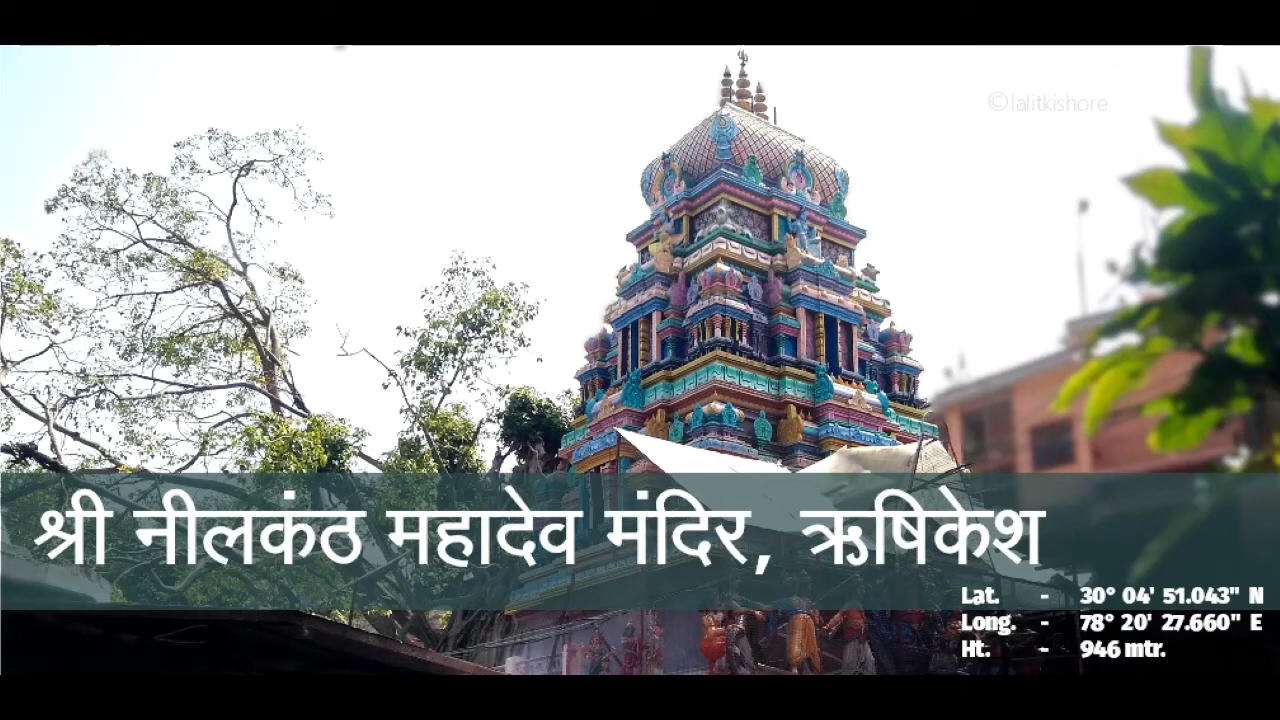 ©lalitkishore
श्री नीलकंठ महादेव मंदिर, ऋषिकेश
Lat. - 30° 04' 51.043" N
Long. - 78° 20' 27.660" E
Ht. - 946 mtr.